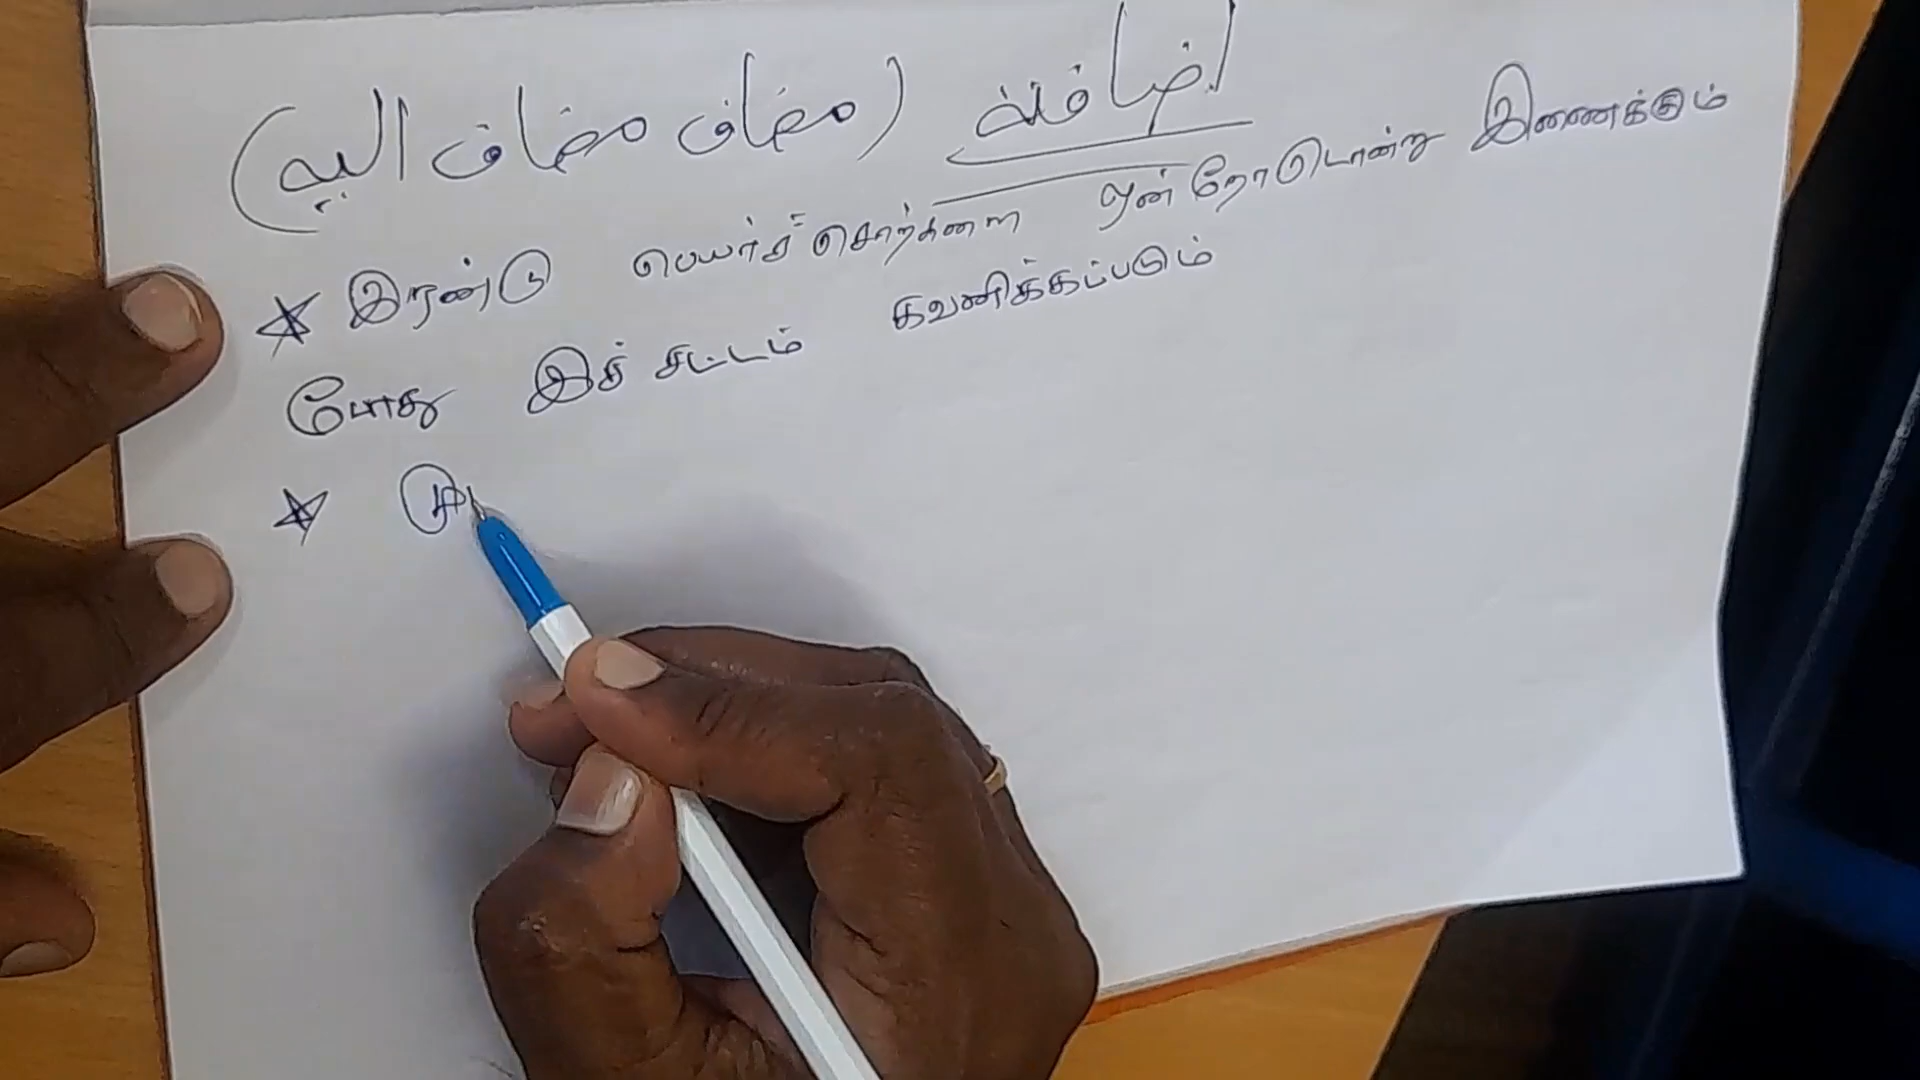 اضافة (مضاف مضاف اليه)
* இரண்டு பெயர்ச் சொற்களை ஒன்றோடொன்று இணைக்கும்
போது இச் சட்டம் கவனிக்கப்படும்
* மு